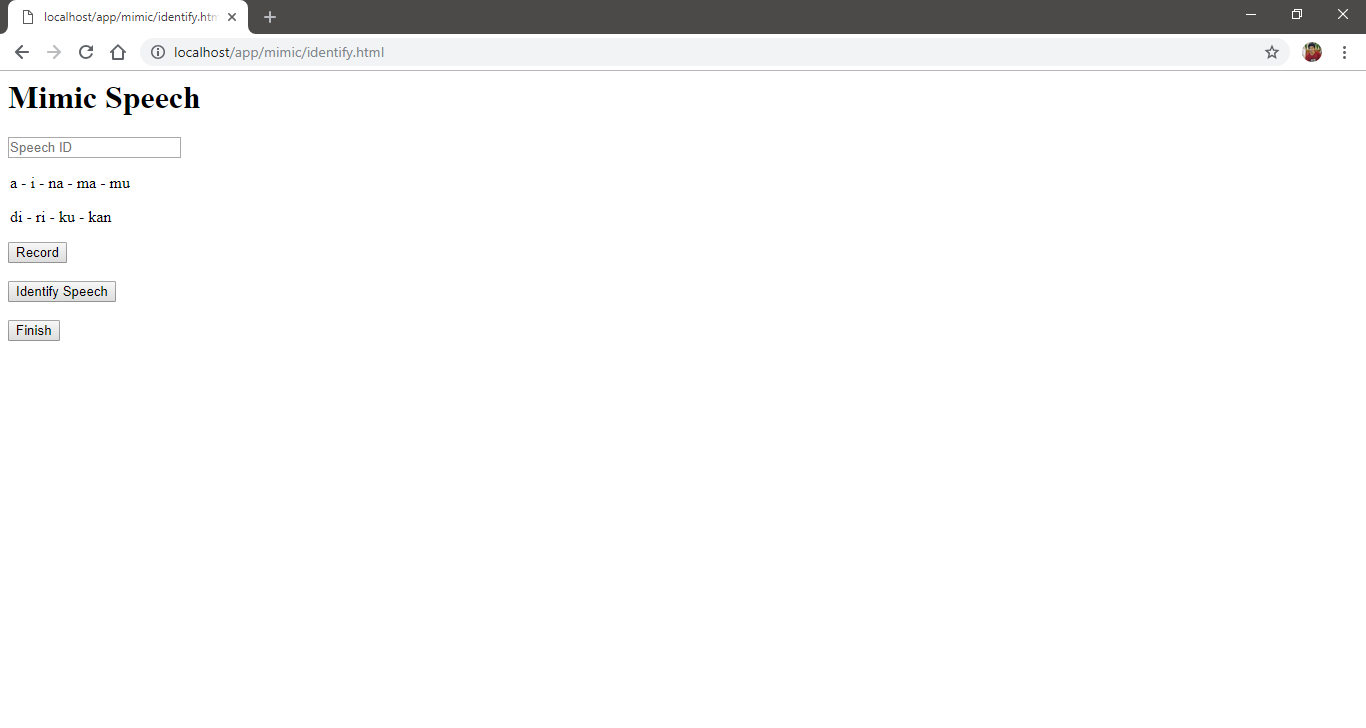 localhost/app/mimic/identify.htm
localhost/app/mimic/identify.html
Mimic Speech
Speech ID
a - i - na - ma - mu
di - ri - ku - kan
Record
Identify Speech
Finish